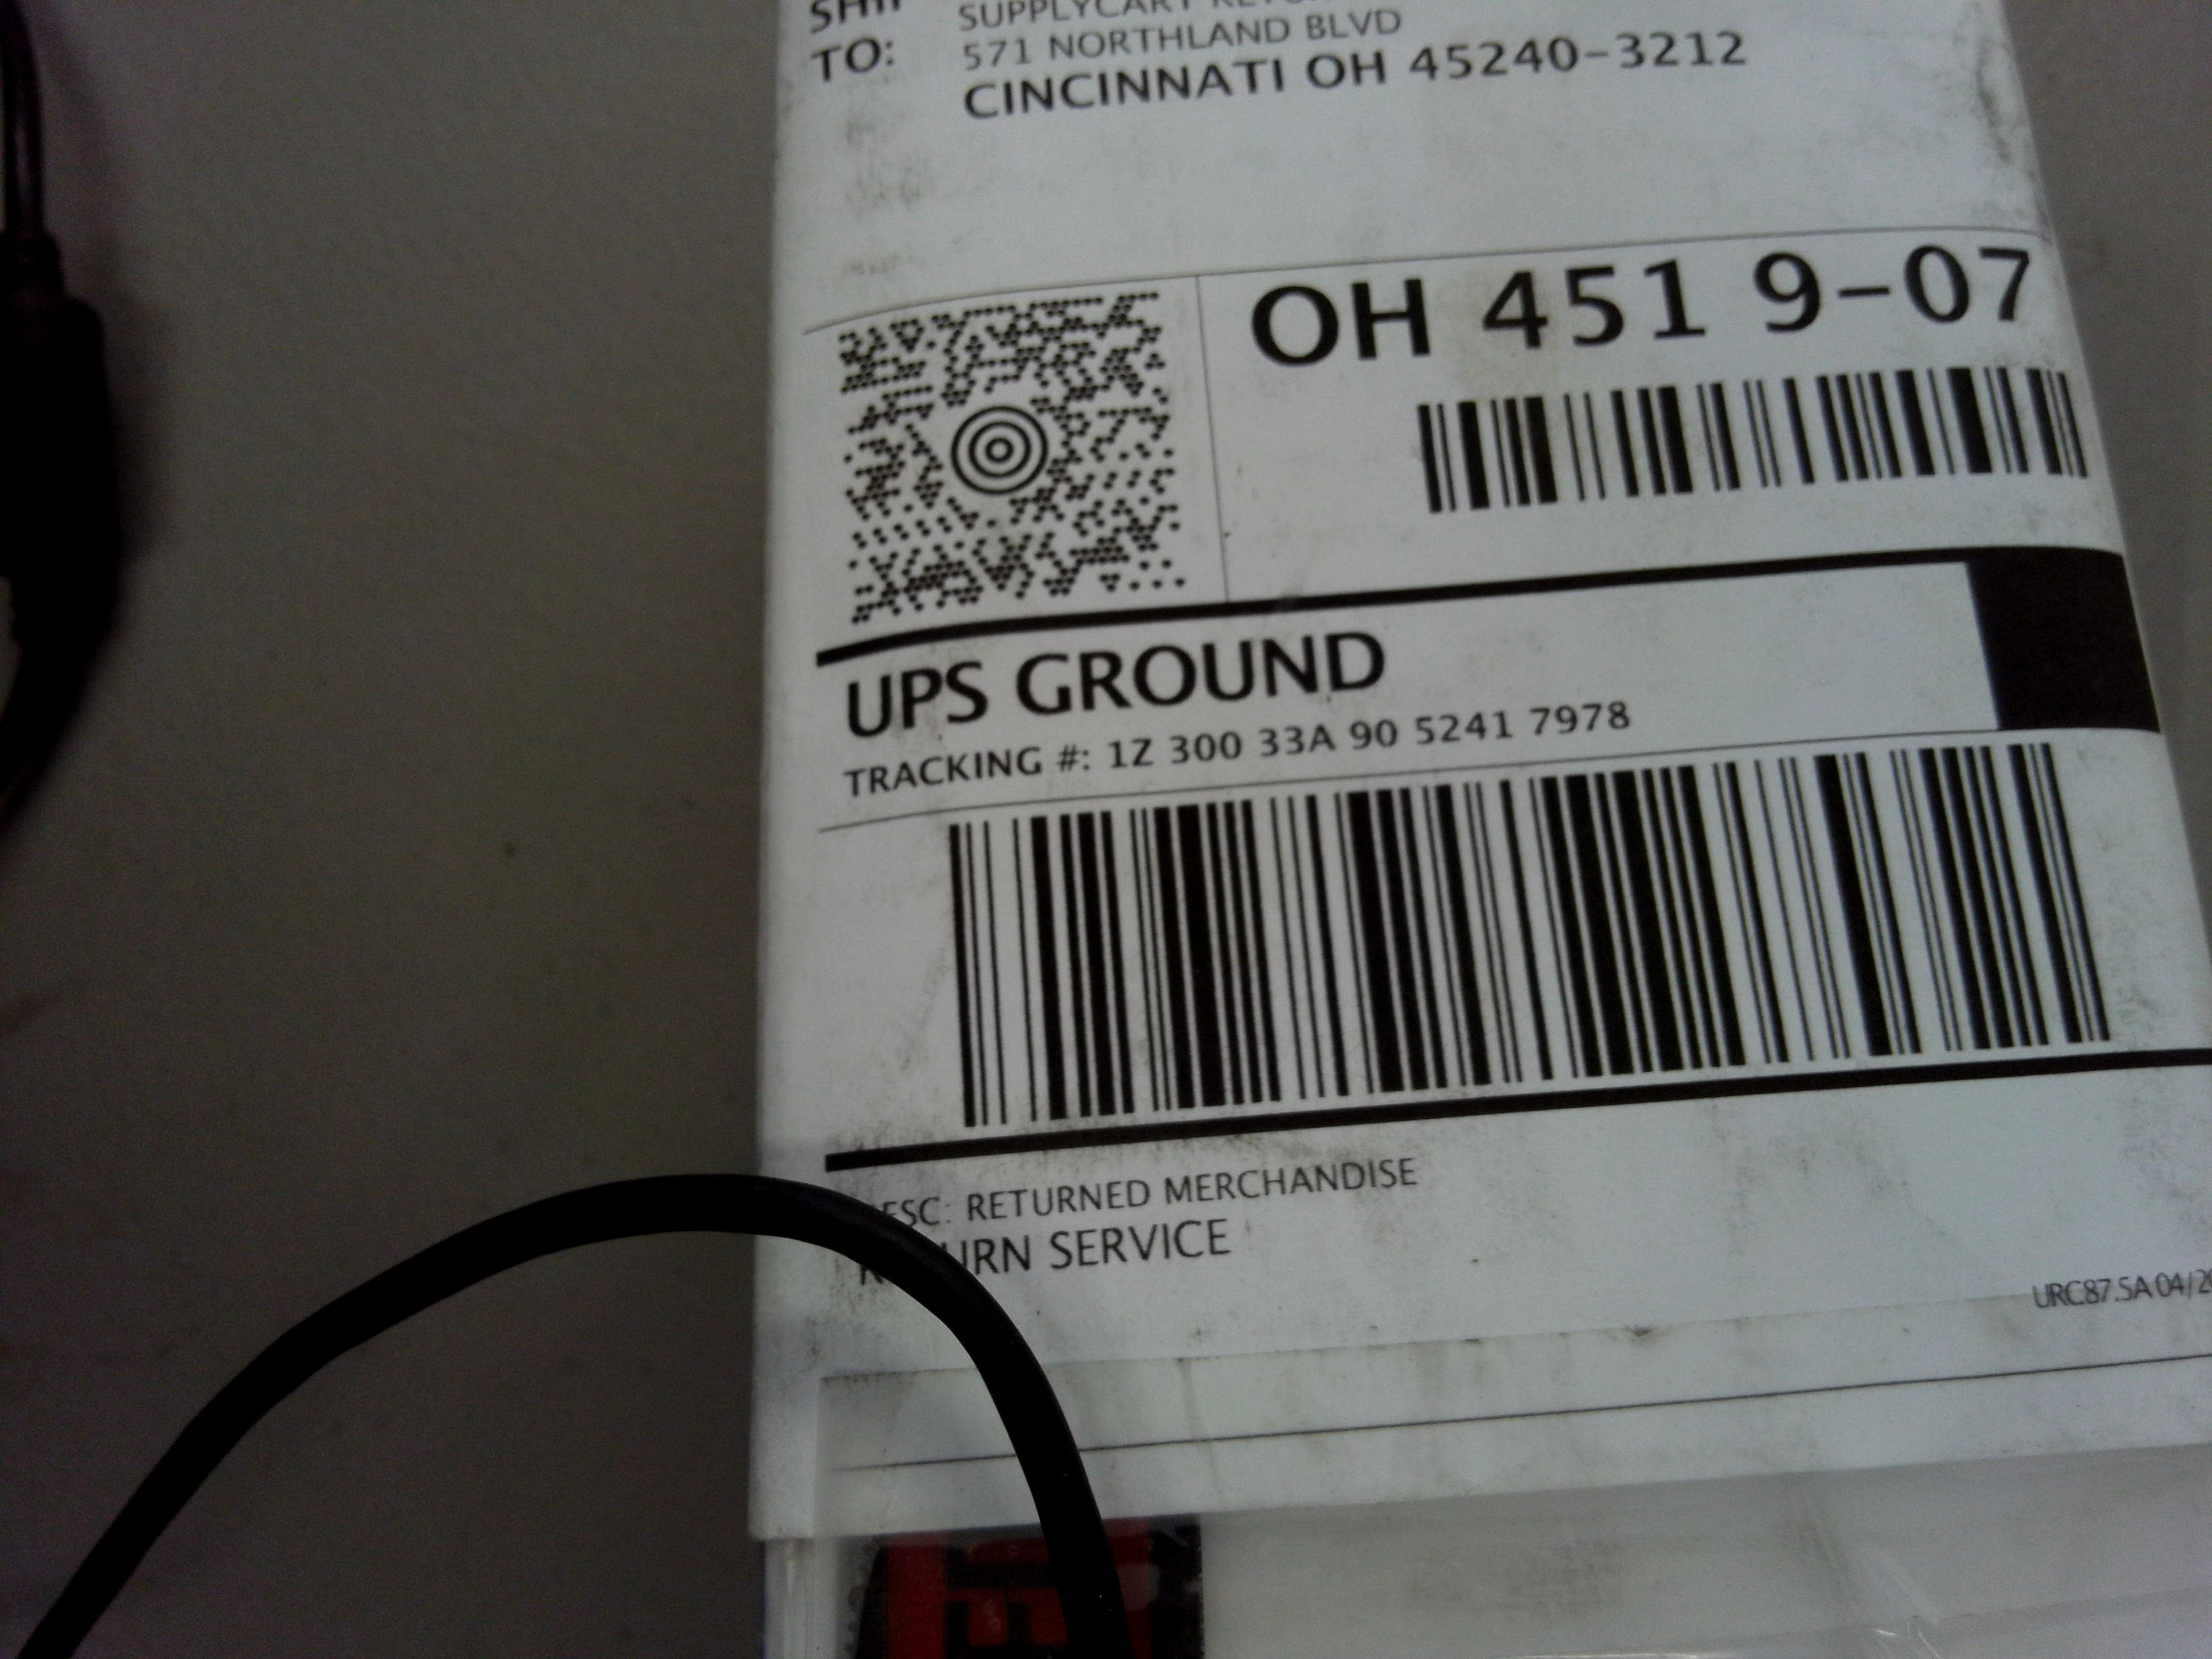 TO:
SUPPLYCART
571 NORTHLAND BLVD
CINCINNATI OH 45240-3212
OH 451 9-07
UPS GROUND
TRACKING #: 1Z 300 33A 90 5241 7978
RETURNED MERCHANDISE
SERVICE
URC87.5A